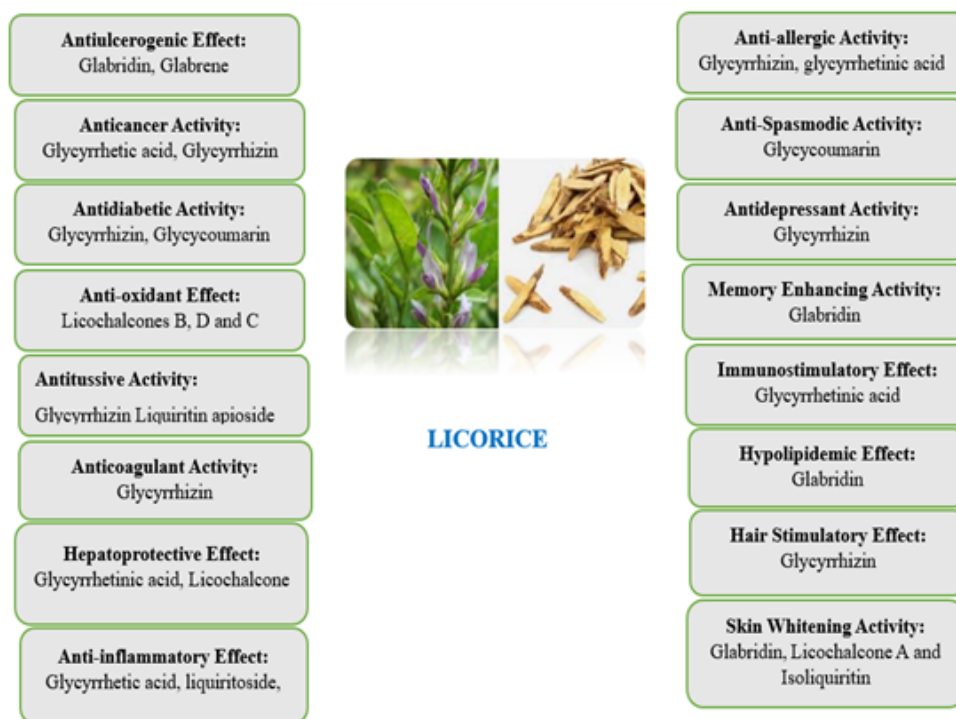 Antiulcerogenic Effect:
Glabridin, Glabrene
Anticancer Activity:
Glycyrrhetic acid, Glycyrrhizin
Antidiabetic Activity:
Glycyrrhizin, Glycycoumarin
Anti-oxidant Effect:
Licochalcones B, D and C
Antitussive Activity:
Glycyrrhizin Liquiritin apioside
Anticoagulant Activity:
Glycyrrhizin
Hepatoprotective Effect:
Glycyrrhetinic acid, Licochalcone
Anti-inflammatory Effect:
Glycyrrhetic acid, liquiritoside,
LICORICE
Anti-allergic Activity:
Glycyrrhizin, glycyrrhetinic acid
Anti-Spasmodic Activity:
Glycycoumarin
Antidepressant Activity:
Glycyrrhizin
Memory Enhancing Activity:
Glabridin
Immunostimulatory Effect:
Glycyrrhetinic acid
Hypolipidemic Effect:
Glabridin
Hair Stimulatory Effect:
Glycyrrhizin
Skin Whitening Activity:
Glabridin, Licochalcone A and
Isoliquiritin